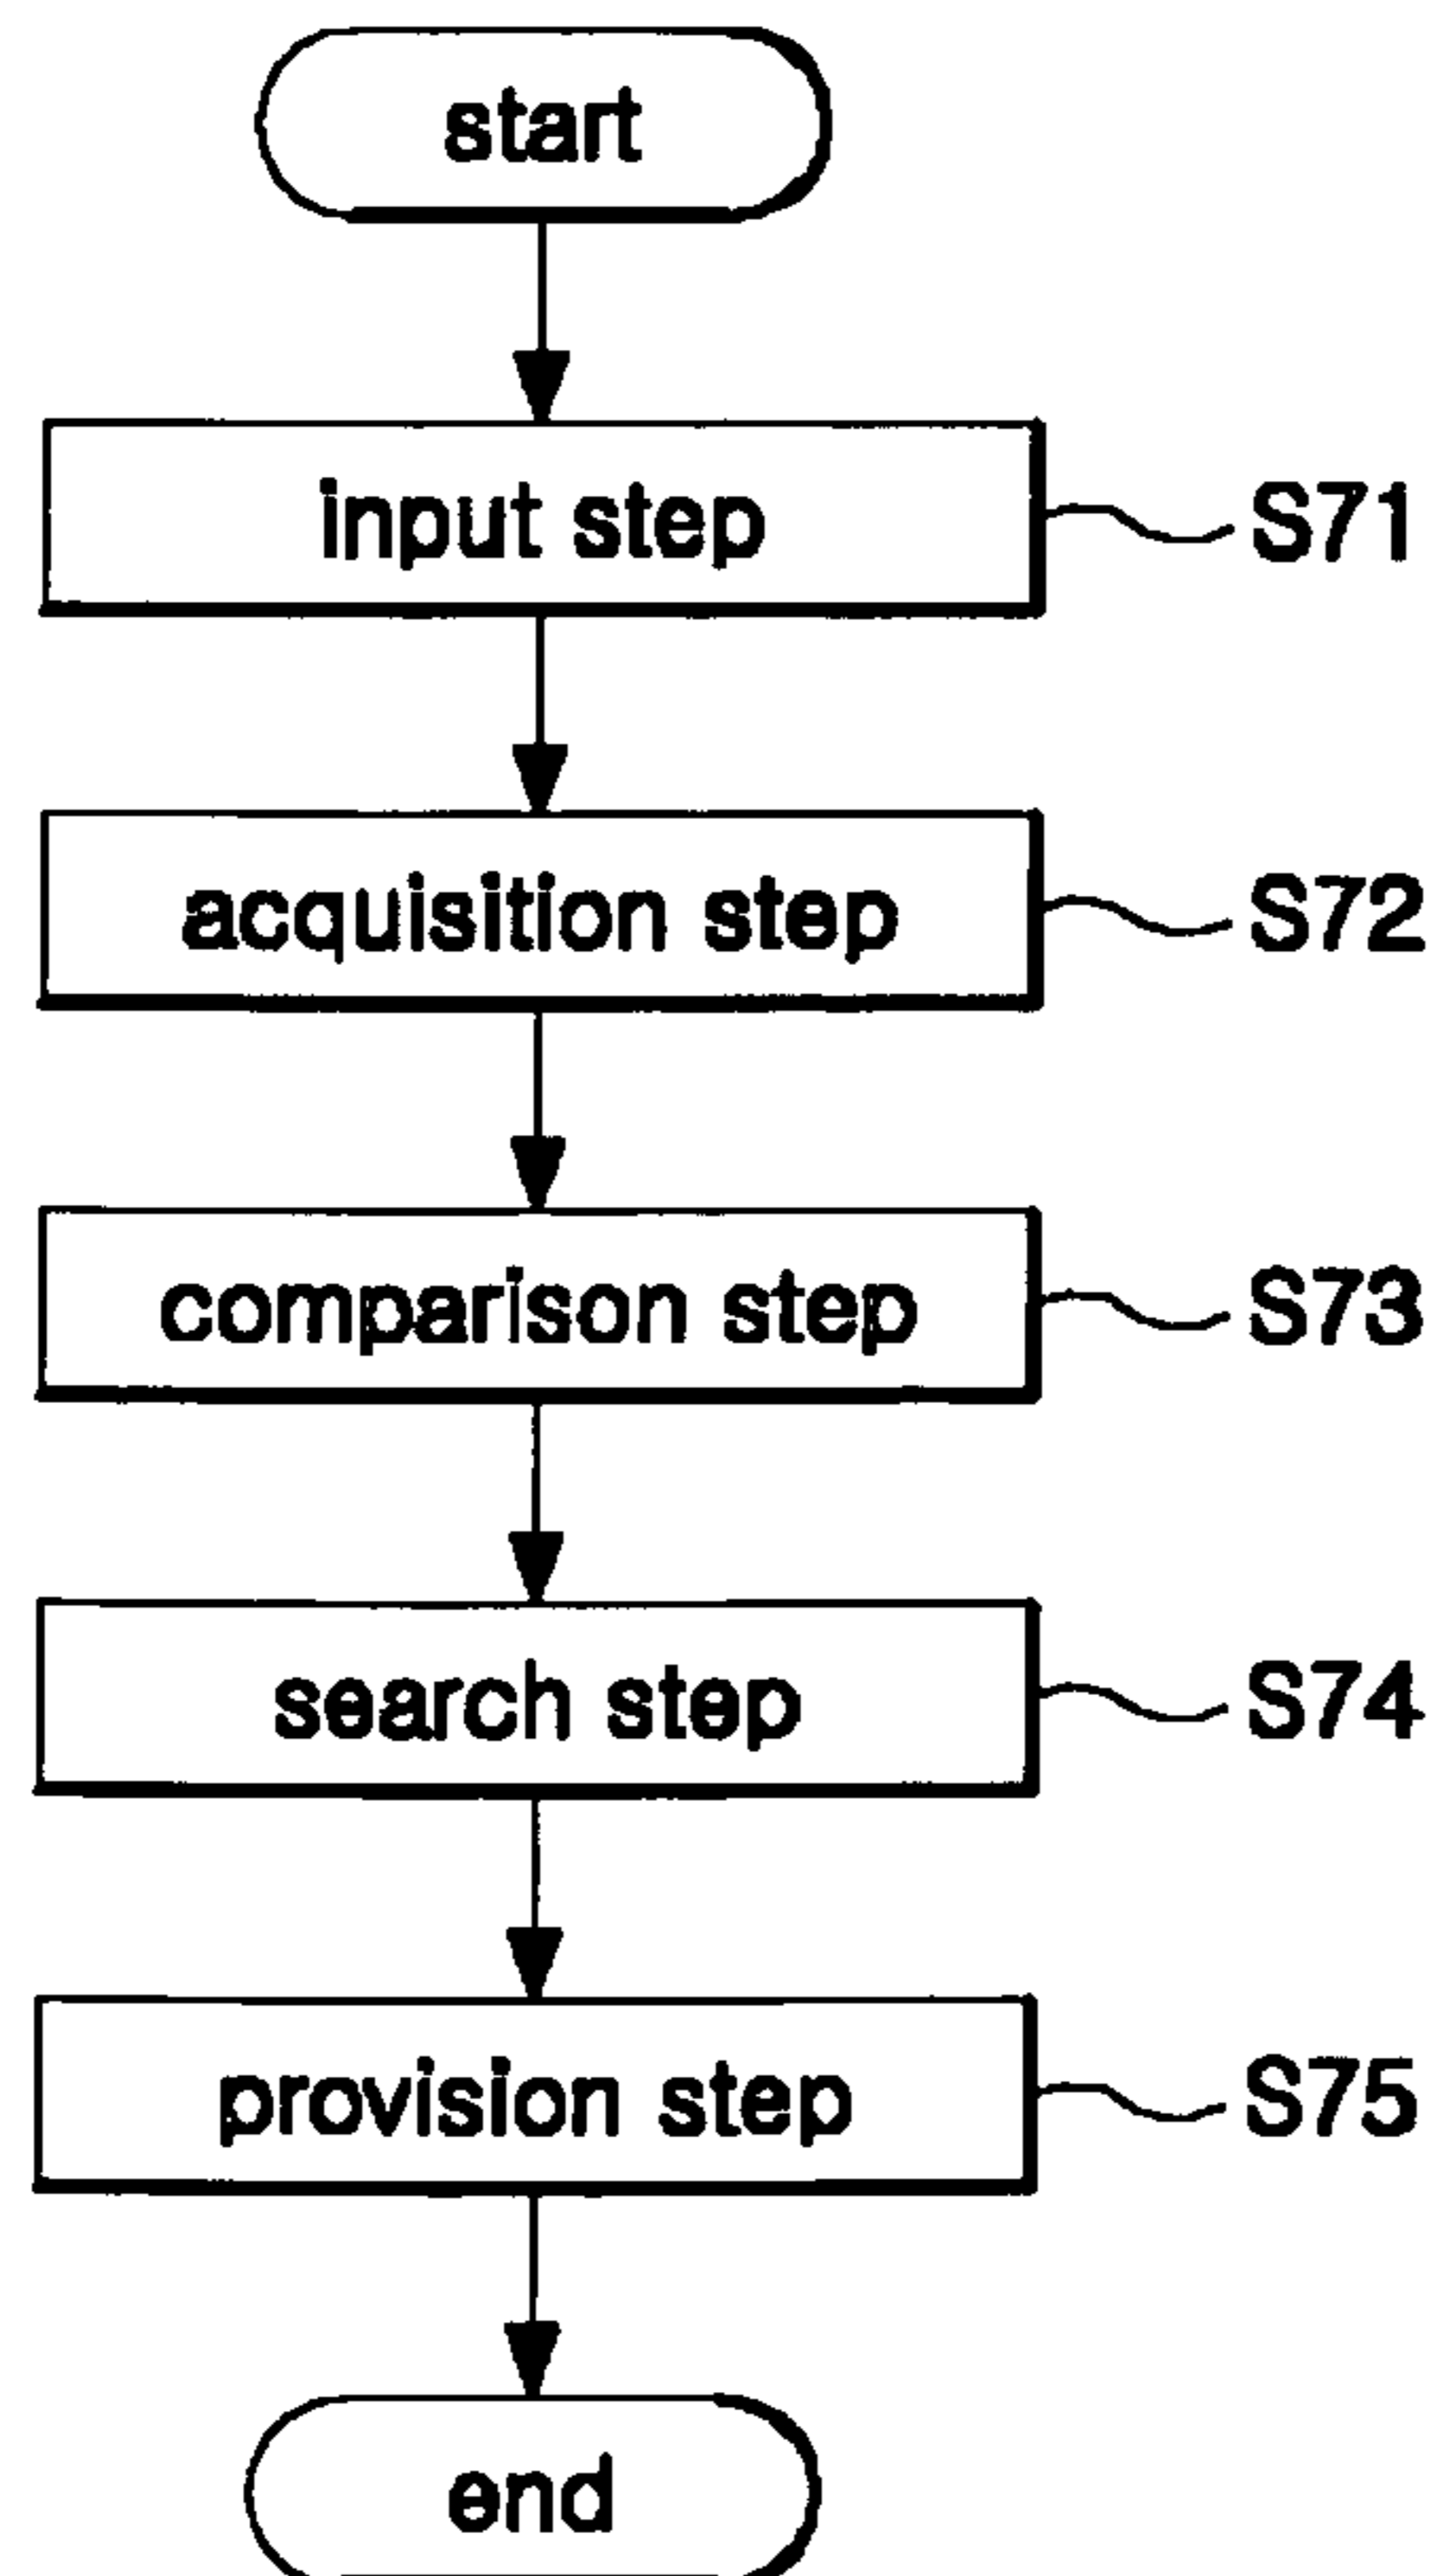 start
input step S71
acquisition step S72
comparison step S73
search step S74
provision step S75
end